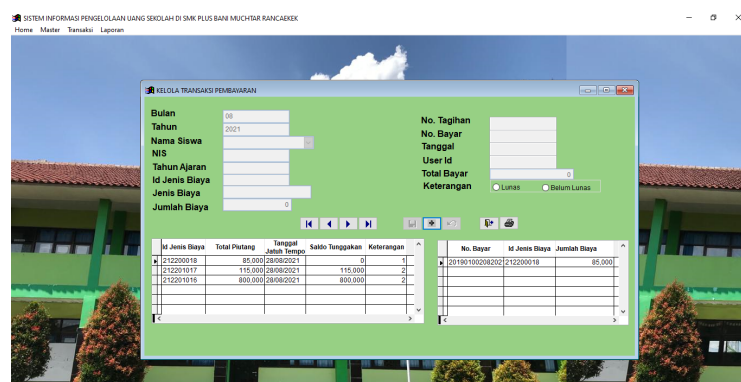 SISTEM INFORMASI PENGELOLAAN UANG SEKOLAH DI SMK PLUS BANI MUCHTAR RANCAEKEK
Home Master Transaksi Laporan
KELOLA TRANSAKSI PEMBAYARAN
Bulan 08
Tahun 2021
Nama Siswa
NIS
Tahun Ajaran
Id Jenis Biaya
Jenis Biaya
Jumlah Biaya 0
No. Tagihan
No. Bayar
Tanggal
User Id
Total Bayar 0
Keterangan Lunas Belum Lunas
Id Jenis Biaya Total Piutang Tanggal Jatuh Tempo Saldo Tunggakan Keterangan
212200018 85,000 28/08/2021 0 1
212201017 115,000 28/08/2021 115,000 2
212201016 800,000 28/08/2021 800,000 2
No. Bayar Id Jenis Biaya Jumlah Biaya
20190100208202 212200018 85,000